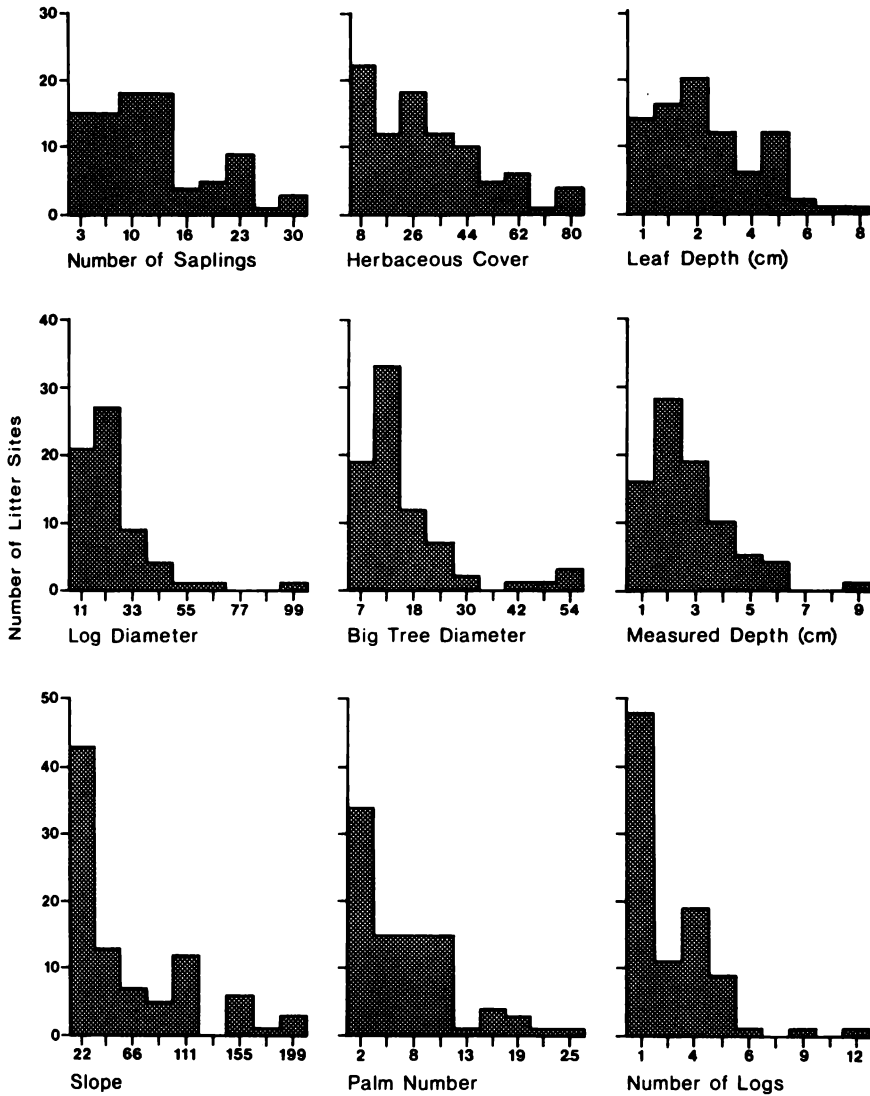 30
20
10
0
3 10 16 23 30
Number of Saplings
8 26 44 62 80
Herbaceous Cover
1 2 4 6 8
Leaf Depth (cm)
Number of Litter Sites
40
30
20
10
0
11 33 55 77 99
Log Diameter
7 18 30 42 54
Big Tree Diameter
1 3 5 7 9
Measured Depth (cm)
50
40
30
20
10
0
22 66 111 155 199
Slope
2 8 13 19 25
Palm Number
1 4 6 9 12
Number of Logs